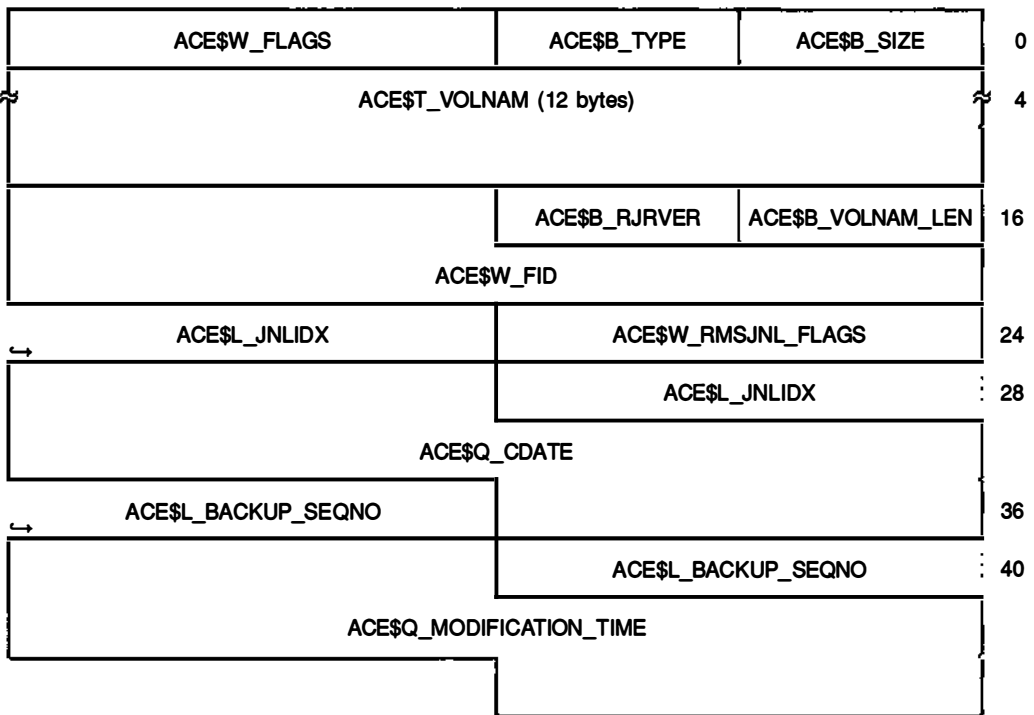 ACE$W_FLAGS ACE$B_TYPE ACE$B_SIZE 0
ACE$T_VOLNAM (12 bytes) 4
ACE$B_RJRVER ACE$B_VOLNAM_LEN 16
ACE$W_FID
ACE$L_JNLIDX ACE$W_RMSJNL_FLAGS 24
ACE$L_JNLIDX 28
ACE$Q_CDATE
ACE$L_BACKUP_SEQNO 36
ACE$L_BACKUP_SEQNO 40
ACE$Q_MODIFICATION_TIME